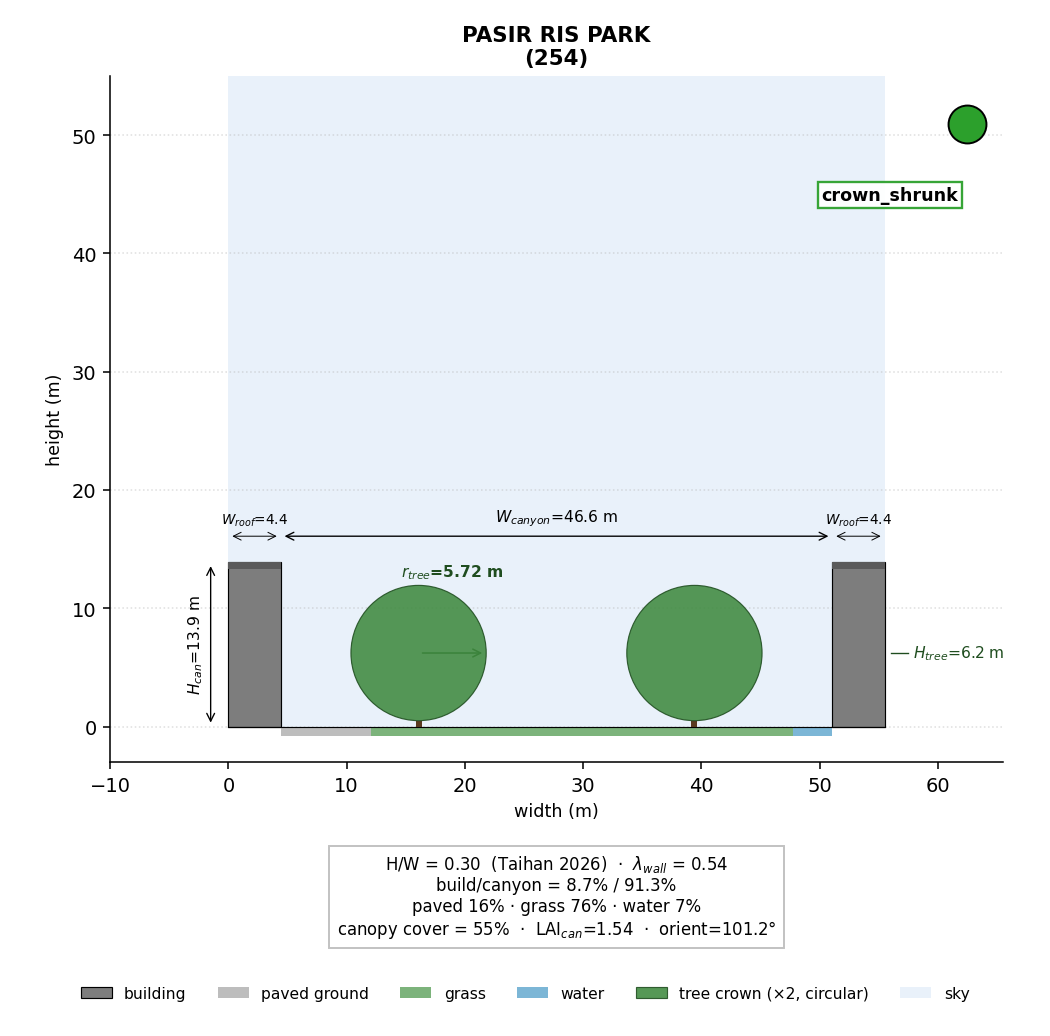 PASIR RIS PARK
(254)
50
40
30
20
10
0
height (m)
crown_shrunk
W_roof=4.4
W_canyon=46.6 m
W_roof=4.4
r_tree=5.72 m
H_can=13.9 m
H_tree=6.2 m
−10
0
10
20
30
40
50
60
width (m)
H/W = 0.30 (Taihan 2026) · λ_wall = 0.54
build/canyon = 8.7% / 91.3%
paved 16% · grass 76% · water 7%
canopy cover = 55% · LAI_can=1.54 · orient=101.2°
building
paved ground
grass
water
tree crown (×2, circular)
sky